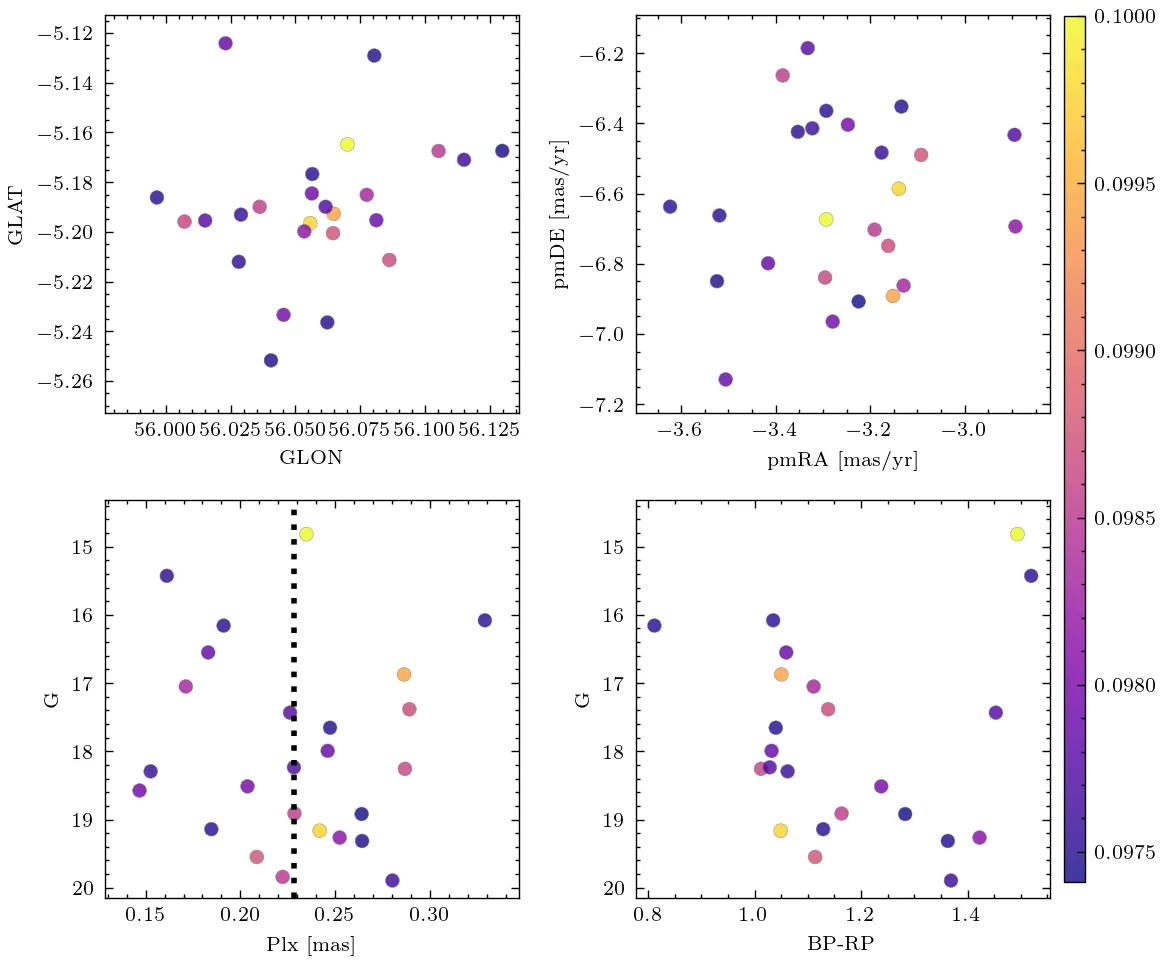 −5.12
−5.14
−5.16
−5.18
−5.20
−5.22
−5.24
−5.26
GLAT
56.000 56.025 56.050 56.075 56.100 56.125
GLON
−6.2
−6.4
−6.6
−6.8
−7.0
−7.2
pmDE [mas/yr]
−3.6 −3.4 −3.2 −3.0
pmRA [mas/yr]
0.1000
0.0995
0.0990
0.0985
0.0980
0.0975
15
16
17
18
19
20
G
0.15 0.20 0.25 0.30
Plx [mas]
15
16
17
18
19
20
G
0.8 1.0 1.2 1.4
BP-RP